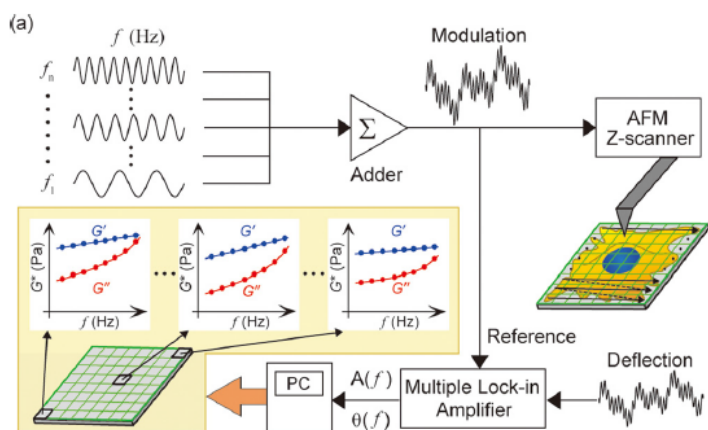 (a)
f (Hz)
fn
f1
Σ
Adder
Modulation
AFM
Z-scanner
G*(Pa)
G'
G''
f (Hz)
G*(Pa)
G'
G''
f (Hz)
G*(Pa)
G'
G''
f (Hz)
Reference
Deflection
PC
A(f)
θ(f)
Multiple Lock-in
Amplifier